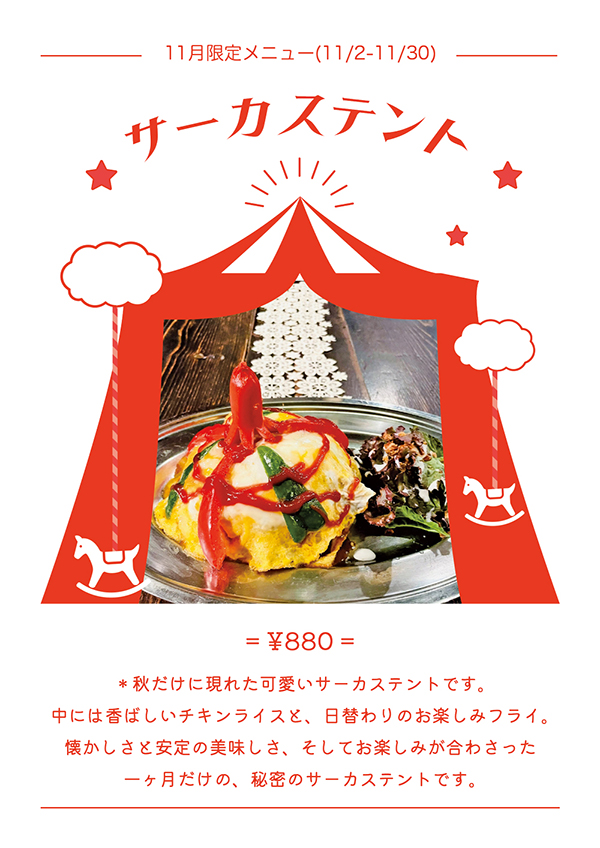 11月限定メニュー(11/2-11/30)
サーカステント
= ¥880 =
＊秋だけに現れた可愛いサーカステントです。
中には香ばしいチキンライスと、日替わりのお楽しみフライ。
懐かしさと安定の美味しさ、そしてお楽しみが合わさった
一ヶ月だけの、秘密のサーカステントです。